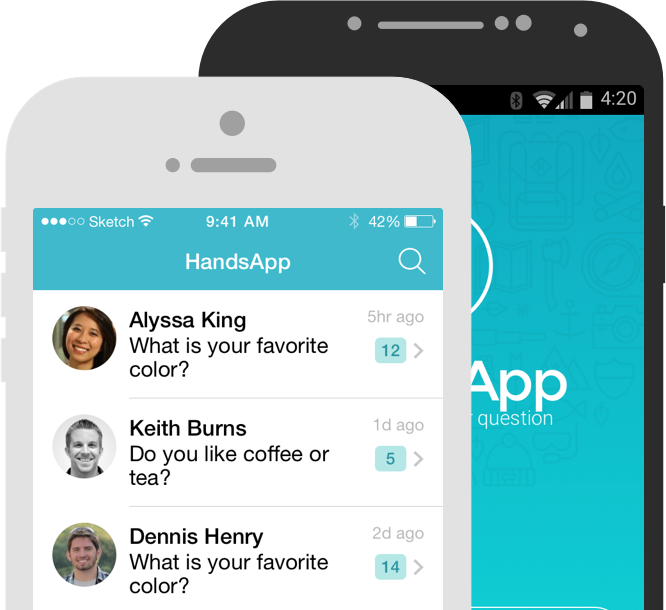 4:20
Sketch 9:41 AM 42%
HandsApp
Alyssa King 5hr ago
What is your favorite
color?
12
Keith Burns 1d ago
Do you like coffee or
tea?
5
Dennis Henry 2d ago
What is your favorite
color?
14
App
question